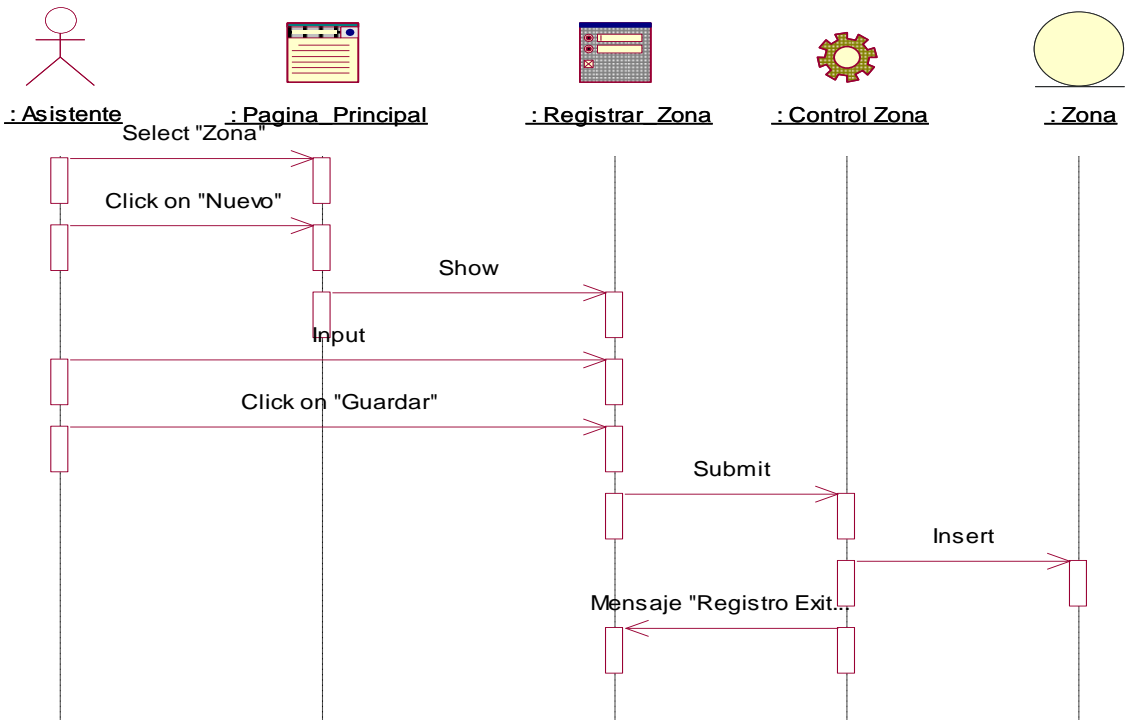 : Asistente
: Pagina_Principal
: Registrar_Zona
: Control Zona
: Zona
Select "Zona"
Click on "Nuevo"
Show
Input
Click on "Guardar"
Submit
Insert
Mensaje "Registro Exit...